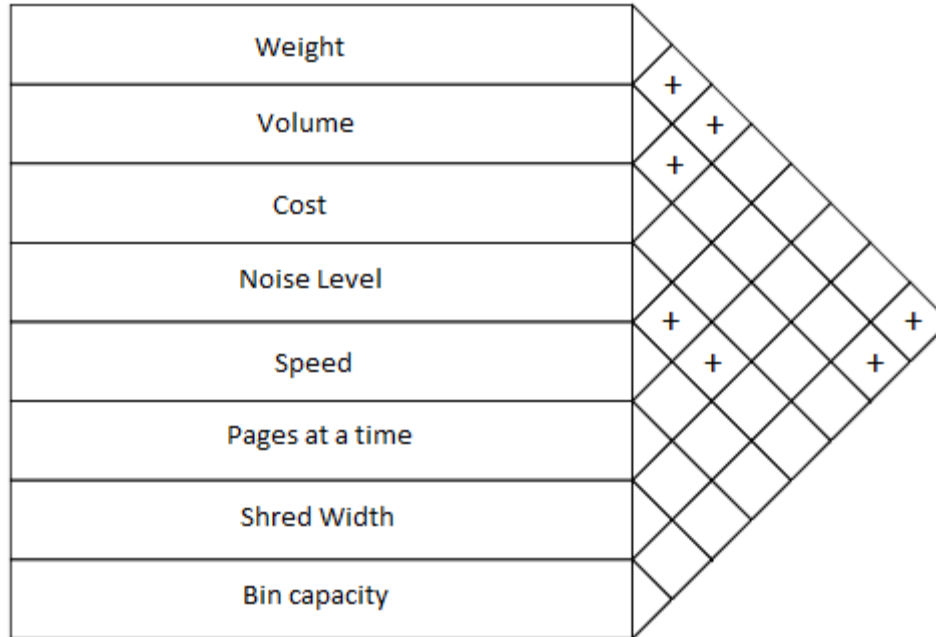 Weight
+
Volume
+
+
Cost
Noise Level
+
+
Speed
+
+
Pages at a time
Shred Width
Bin capacity